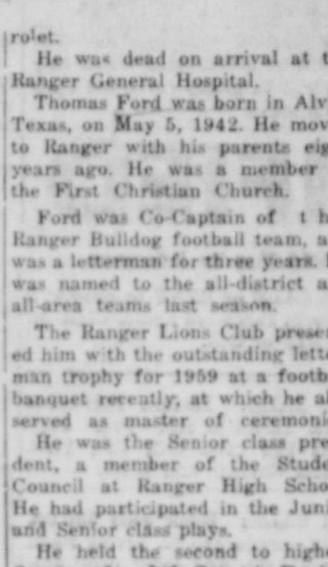 rolet.
He was dead on arrival at t
Ranger General Hospital.
Thomas Ford was born in Alv
Texas, on May 5, 1942. He mov
to Ranger with his parents eig
years ago. He was a member
the First Christian Church.
Ford was Co-Captain of t h
Ranger Bulldog football team, a
was a letterman for three years.
was named to the all-district a
all-area teams last season.
The Ranger Lions Club presen
ed him with the outstanding lette
man trophy for 1959 at a footb
banquet recently, at which he al
served as master of ceremoni
He was the Senior class pre
dent, a member of the Stude
Council at Ranger High Scho
He had participated in the Juni
and Senior class plays.
He held the second to highe